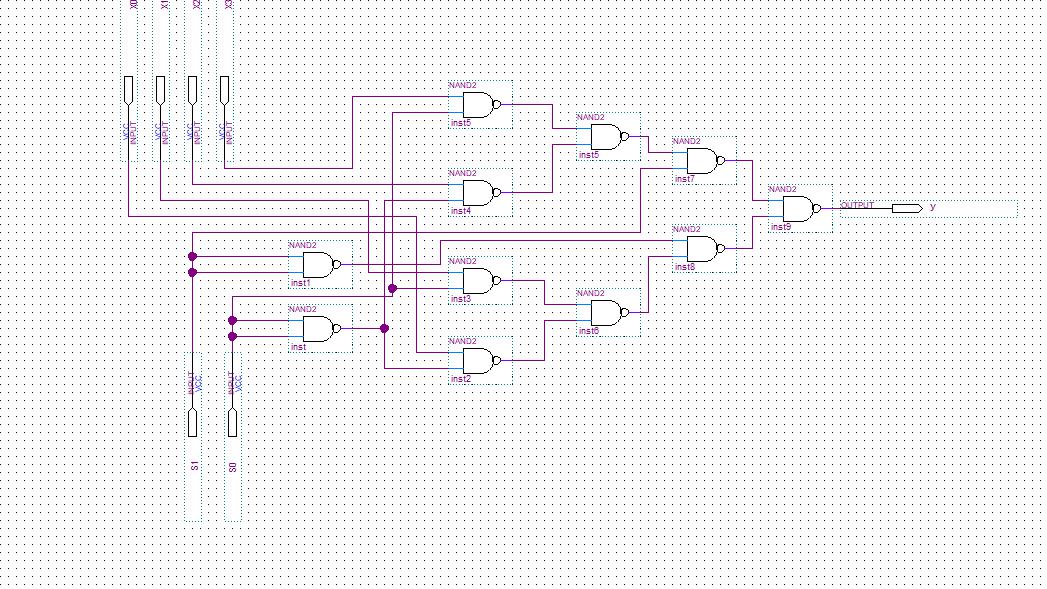 X0
X1
X2
X3
VCC
INPUT
VCC
INPUT
VCC
INPUT
VCC
INPUT
NAND2
inst5
NAND2
inst5
NAND2
inst7
NAND2
inst4
NAND2
inst9
OUTPUT
y
NAND2
inst8
NAND2
inst1
NAND2
inst3
NAND2
inst6
NAND2
inst
NAND2
inst2
INPUT
VCC
INPUT
VCC
S1
S0